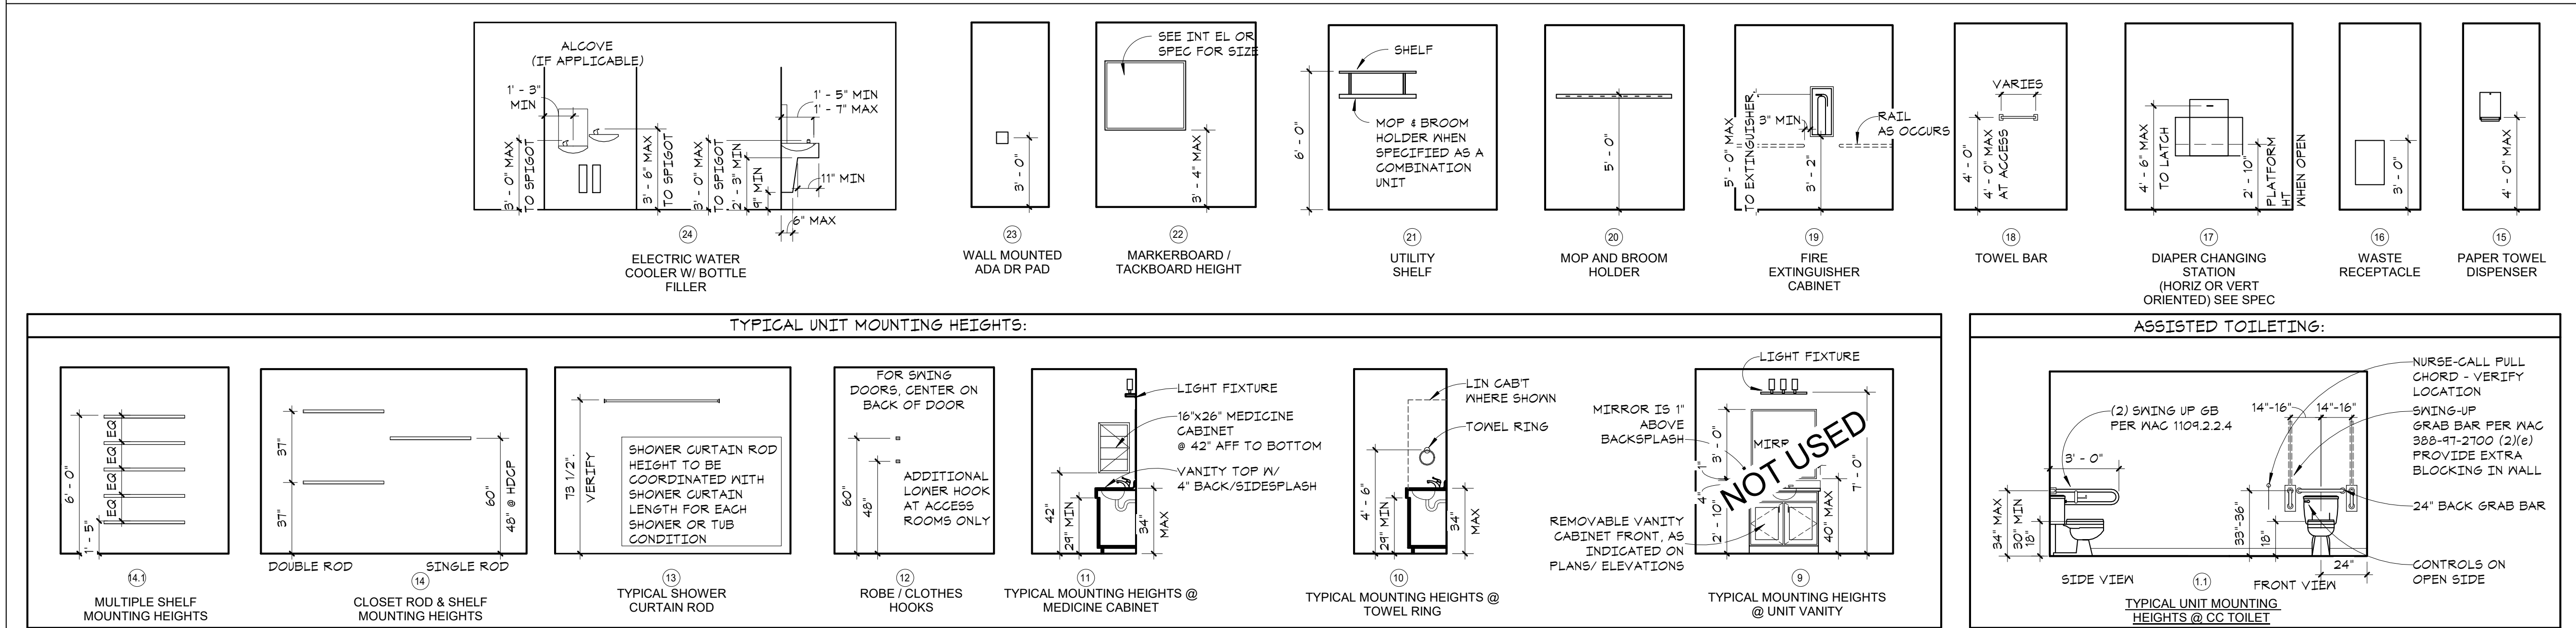 ALCOVE
(IF APPLICABLE)
1' - 3"
MIN
1' - 5" MIN
1' - 7" MAX
3' - 0" MAX
TO SPIGOT
3' - 6" MAX
TO SPIGOT
3' - 0" MAX
TO SPIGOT
2' - 3" MIN
9" MIN
11" MIN
6" MAX
24
ELECTRIC WATER
COOLER W/ BOTTLE
FILLER
3' - 0"
23
WALL MOUNTED
ADA DR PAD
SEE INT EL OR
SPEC FOR SIZE
3' - 4" MAX
22
MARKERBOARD /
TACKBOARD HEIGHT
SHELF
6' - 0"
MOP & BROOM
HOLDER WHEN
SPECIFIED AS A
COMBINATION
UNIT
21
UTILITY
SHELF
5' - 0"
20
MOP AND BROOM
HOLDER
5' - 0" MAX
TO EXTINGUISHER
3" MIN
RAIL
AS OCCURS
3' - 2"
19
FIRE
EXTINGUISHER
CABINET
VARIES
4' - 0"
4' - 0" MAX
AT ACCESS
18
TOWEL BAR
4' - 6" MAX
TO LATCH
2' - 10"
PLATFORM
HT
WHEN OPEN
17
DIAPER CHANGING
STATION
(HORIZ OR VERT
ORIENTED) SEE SPEC
3' - 0"
16
WASTE
RECEPTACLE
4' - 0" MAX
15
PAPER TOWEL
DISPENSER
TYPICAL UNIT MOUNTING HEIGHTS:
6' - 0"
EQ
EQ
EQ
EQ
1' - 5"
14.1
MULTIPLE SHELF
MOUNTING HEIGHTS
37"
37"
60"
48" @ HDCP
DOUBLE ROD
SINGLE ROD
14
CLOSET ROD & SHELF
MOUNTING HEIGHTS
73 1/2".
VERIFY
SHOWER CURTAIN ROD
HEIGHT TO BE
COORDINATED WITH
SHOWER CURTAIN
LENGTH FOR EACH
SHOWER OR TUB
CONDITION
13
TYPICAL SHOWER
CURTAIN ROD
FOR SWING
DOORS, CENTER ON
BACK OF DOOR
60"
48"
ADDITIONAL
LOWER HOOK
AT ACCESS
ROOMS ONLY
12
ROBE / CLOTHES
HOOKS
LIGHT FIXTURE
16"x26" MEDICINE
CABINET
@ 42" AFF TO BOTTOM
VANITY TOP W/
4" BACK/SIDESPLASH
42"
29" MIN
34"
MAX
11
TYPICAL MOUNTING HEIGHTS @
MEDICINE CABINET
LIN CAB'T
WHERE SHOWN
TOWEL RING
4' - 6"
29" MIN
34"
MAX
10
TYPICAL MOUNTING HEIGHTS @
TOWEL RING
LIGHT FIXTURE
MIRROR IS 1"
ABOVE
BACKSPLASH
3' - 0"
1"
4"
2' - 10"
NOT USED
40" MAX
7' - 0"
REMOVABLE VANITY
CABINET FRONT, AS
INDICATED ON
PLANS/ ELEVATIONS
9
TYPICAL MOUNTING HEIGHTS
@ UNIT VANITY
ASSISTED TOILETING:
(2) SWING UP GB
PER WAC 1109.2.2.4
3' - 0"
34" MAX
30" MIN
18"
SIDE VIEW
14"-16"
14"-16"
33"-36"
18"
24"
FRONT VIEW
NURSE-CALL PULL
CHORD - VERIFY
LOCATION
SWING-UP
GRAB BAR PER WAC
388-97-2700 (2)(e)
PROVIDE EXTRA
BLOCKING IN WALL
24" BACK GRAB BAR
CONTROLS ON
OPEN SIDE
1.1
TYPICAL UNIT MOUNTING
HEIGHTS @ CC TOILET